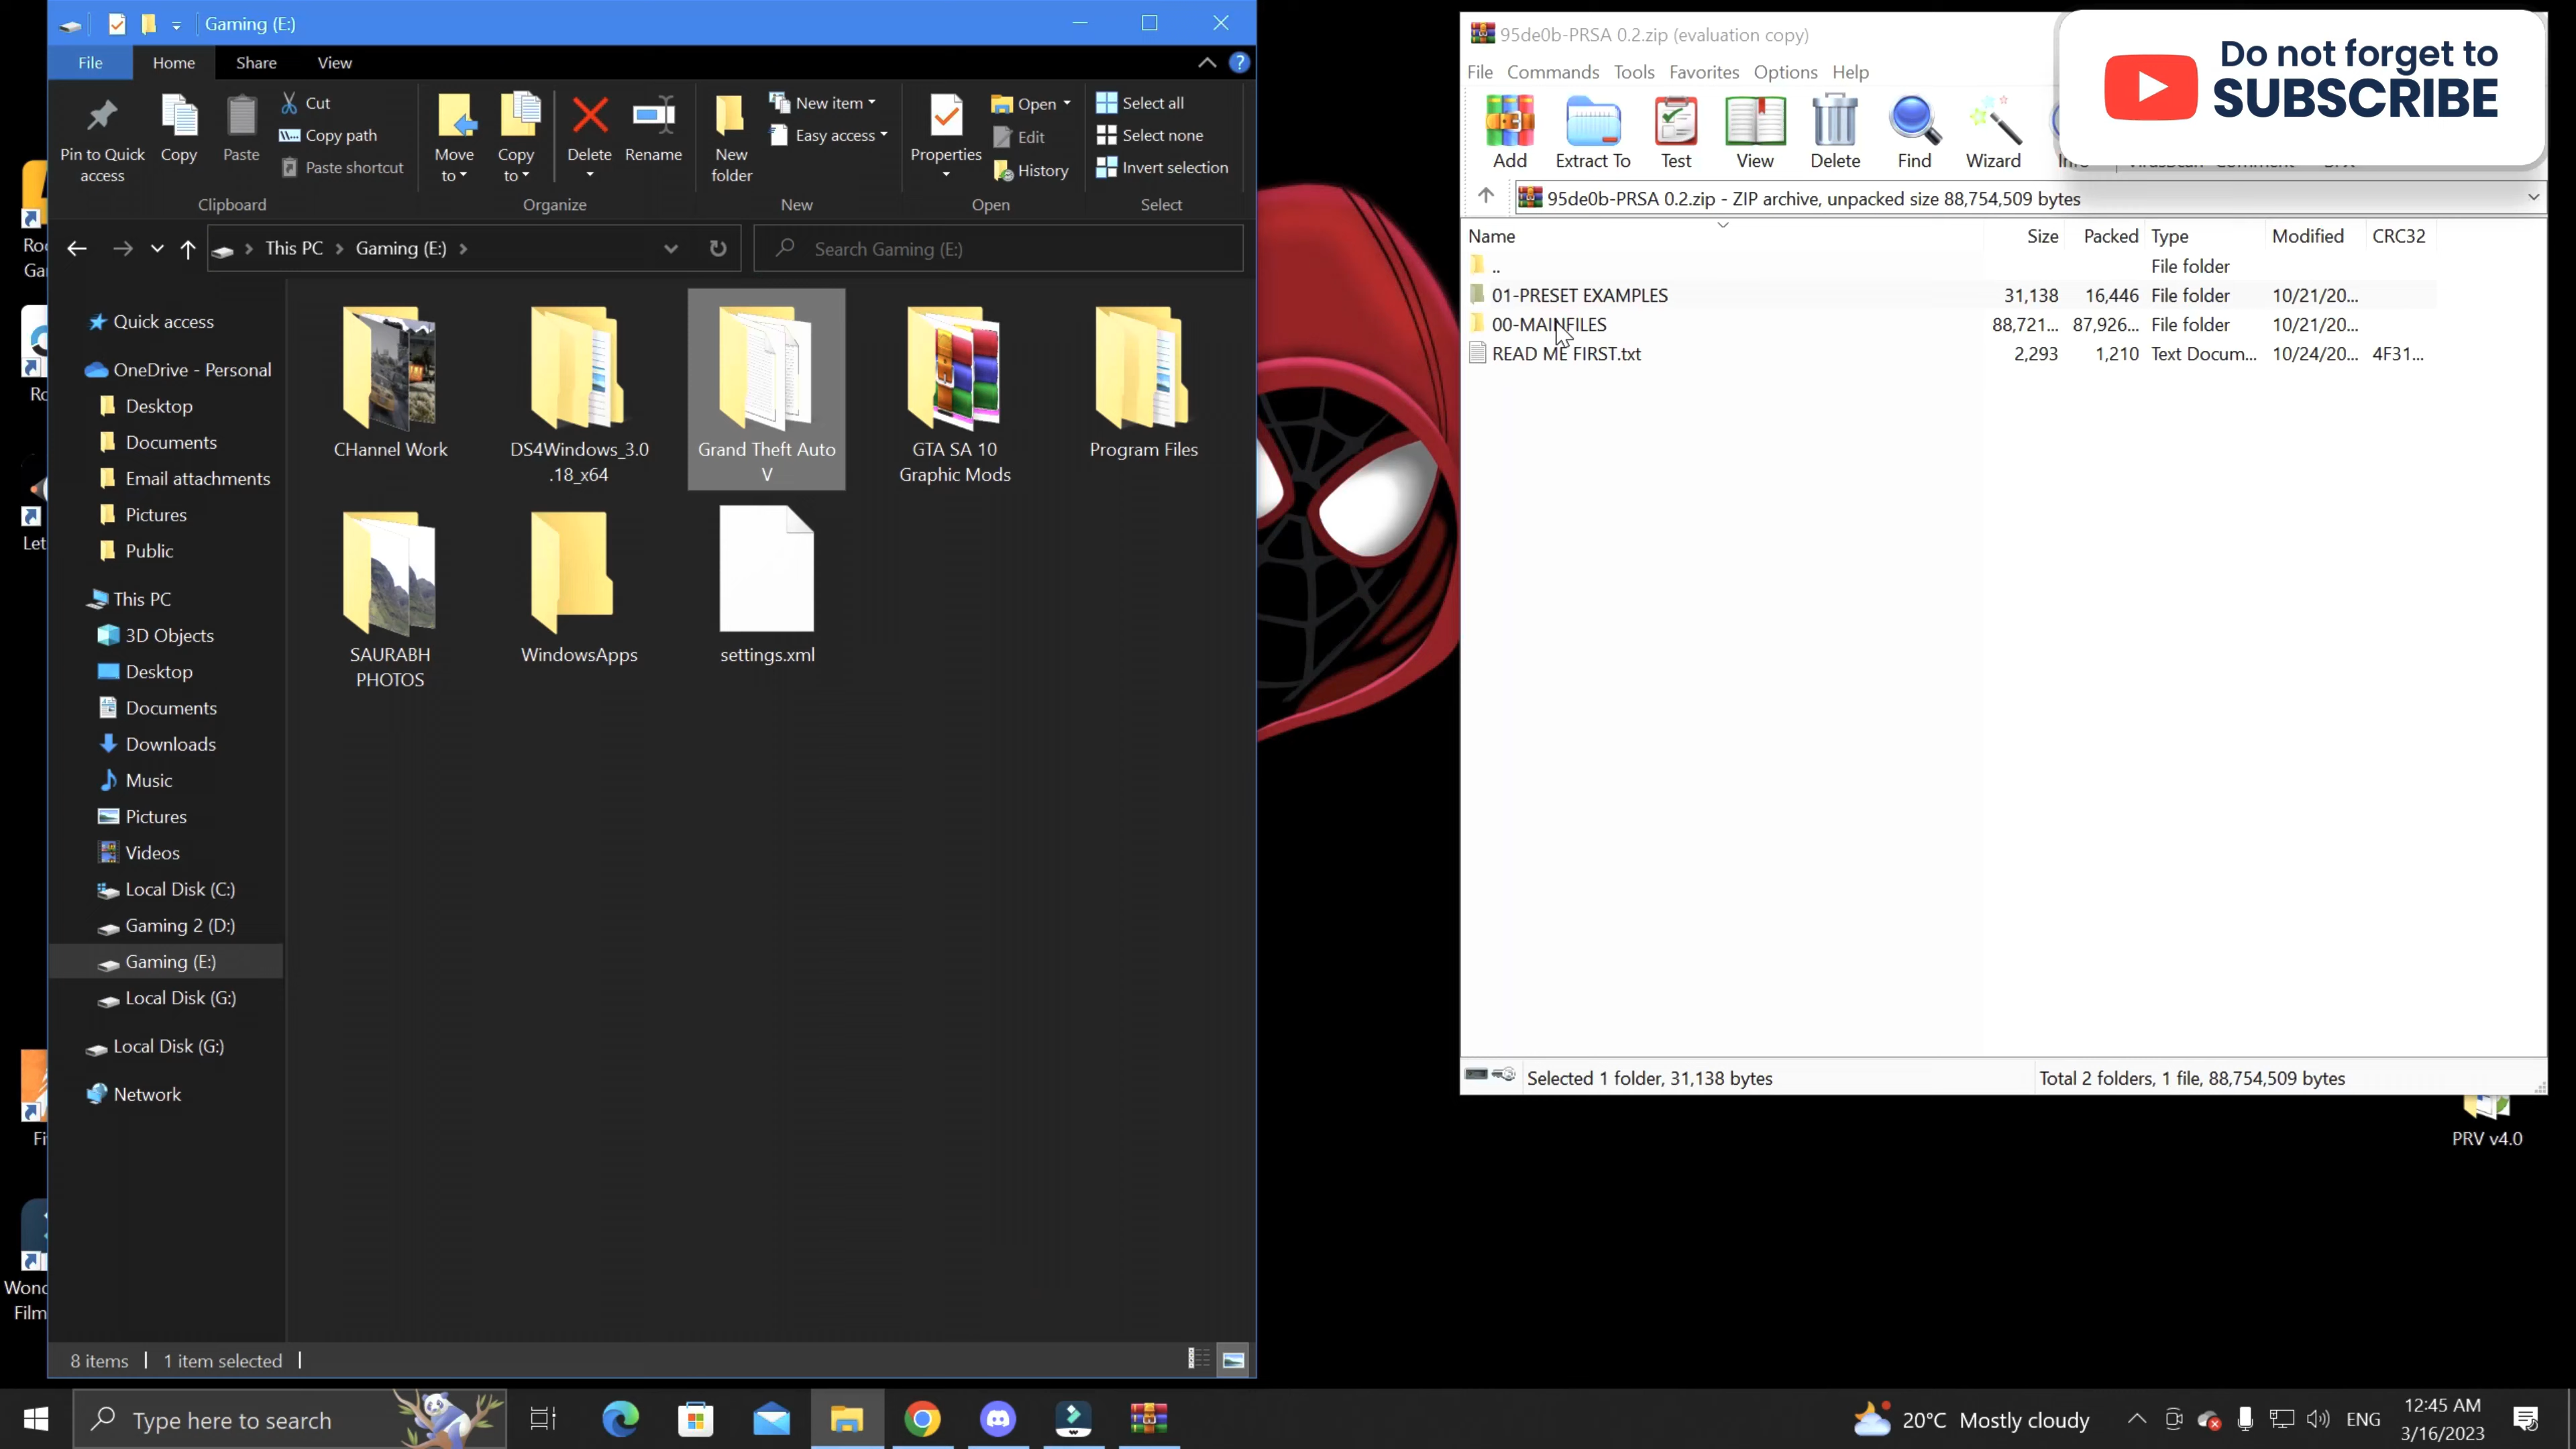 Gaming (E:)
File Home Share View
Pin to Quick access
Copy
Paste
Cut
Copy path
Paste shortcut
Clipboard
Move to
Copy to
Delete
Rename
Organize
New folder
New item
Easy access
New
Properties
Open
Edit
History
Open
Select all
Select none
Invert selection
Select
This PC > Gaming (E:) >
Search Gaming (E:)
Quick access
OneDrive - Personal
Desktop
Documents
Email attachments
Pictures
Public
This PC
3D Objects
Desktop
Documents
Downloads
Music
Pictures
Videos
Local Disk (C:)
Gaming 2 (D:)
Gaming (E:)
Local Disk (G:)
Local Disk (G:)
Network
CHannel Work
DS4Windows_3.0
.18_x64
Grand Theft Auto
V
GTA SA 10
Graphic Mods
Program Files
SAURABH
PHOTOS
WindowsApps
settings.xml
8 items
1 item selected
95de0b-PRSA 0.2.zip (evaluation copy)
File Commands Tools Favorites Options Help
Add Extract To Test View Delete Find Wizard
95de0b-PRSA 0.2.zip - ZIP archive, unpacked size 88,754,509 bytes
Name Size Packed Type Modified CRC32
.. File folder
01-PRESET EXAMPLES 31,138 16,446 File folder 10/21/20...
00-MAINFILES 88,721... 87,926... File folder 10/21/20...
READ ME FIRST.txt 2,293 1,210 Text Docum... 10/24/20... 4F31...
Selected 1 folder, 31,138 bytes
Total 2 folders, 1 file, 88,754,509 bytes
Do not forget to
SUBSCRIBE
PRV v4.0
Type here to search
20°C Mostly cloudy
ENG
12:45 AM
3/16/2023